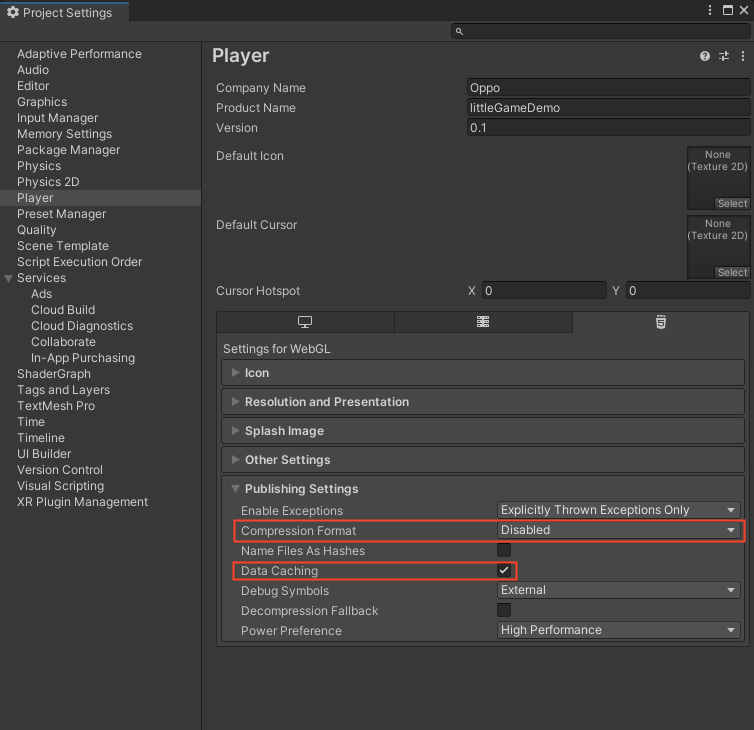 Project Settings
Adaptive Performance
Audio
Editor
Graphics
Input Manager
Memory Settings
Package Manager
Physics
Physics 2D
Player
Preset Manager
Quality
Scene Template
Script Execution Order
Services
Ads
Cloud Build
Cloud Diagnostics
Collaborate
In-App Purchasing
ShaderGraph
Tags and Layers
TextMesh Pro
Time
Timeline
UI Builder
Version Control
Visual Scripting
XR Plugin Management
Player
Company Name Oppo
Product Name littleGameDemo
Version 0.1
Default Icon
None
(Texture 2D)
Select
Default Cursor
None
(Texture 2D)
Select
Cursor Hotspot X 0 Y 0
Settings for WebGL
Icon
Resolution and Presentation
Splash Image
Other Settings
Publishing Settings
Enable Exceptions Explicitly Thrown Exceptions Only
Compression Format Disabled
Name Files As Hashes
Data Caching
Debug Symbols External
Decompression Fallback
Power Preference High Performance